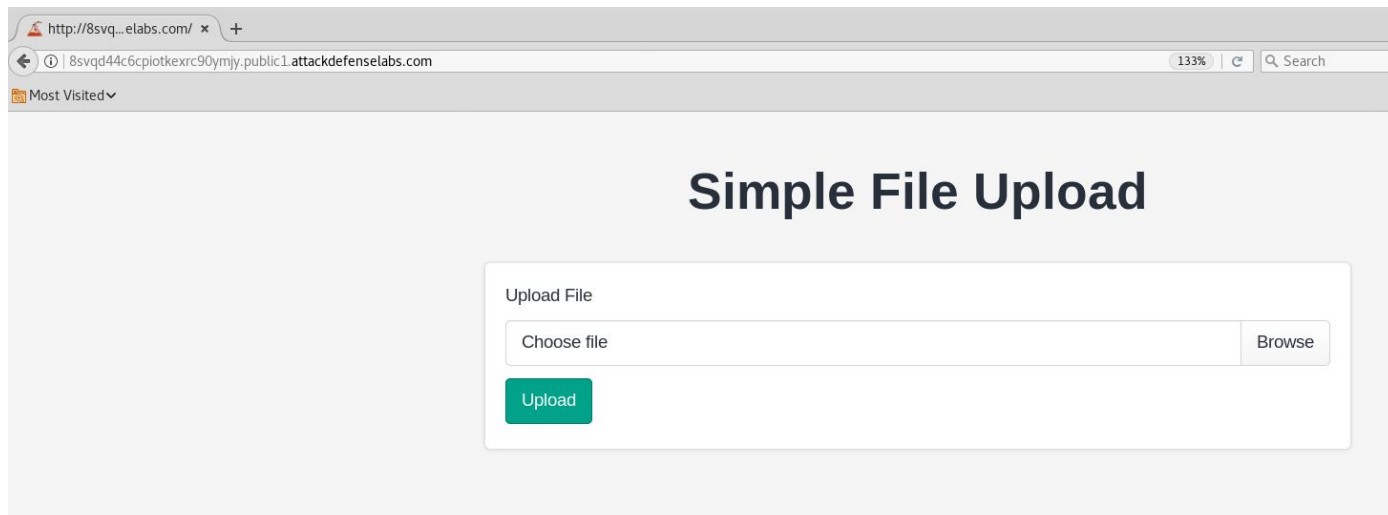 http://8svq...elabs.com/ × +
8svqd44c6cpiotkexrc90ymjy.public1.attackdefenselabs.com 133% Search
Most Visited
Simple File Upload
Upload File
Choose file Browse
Upload